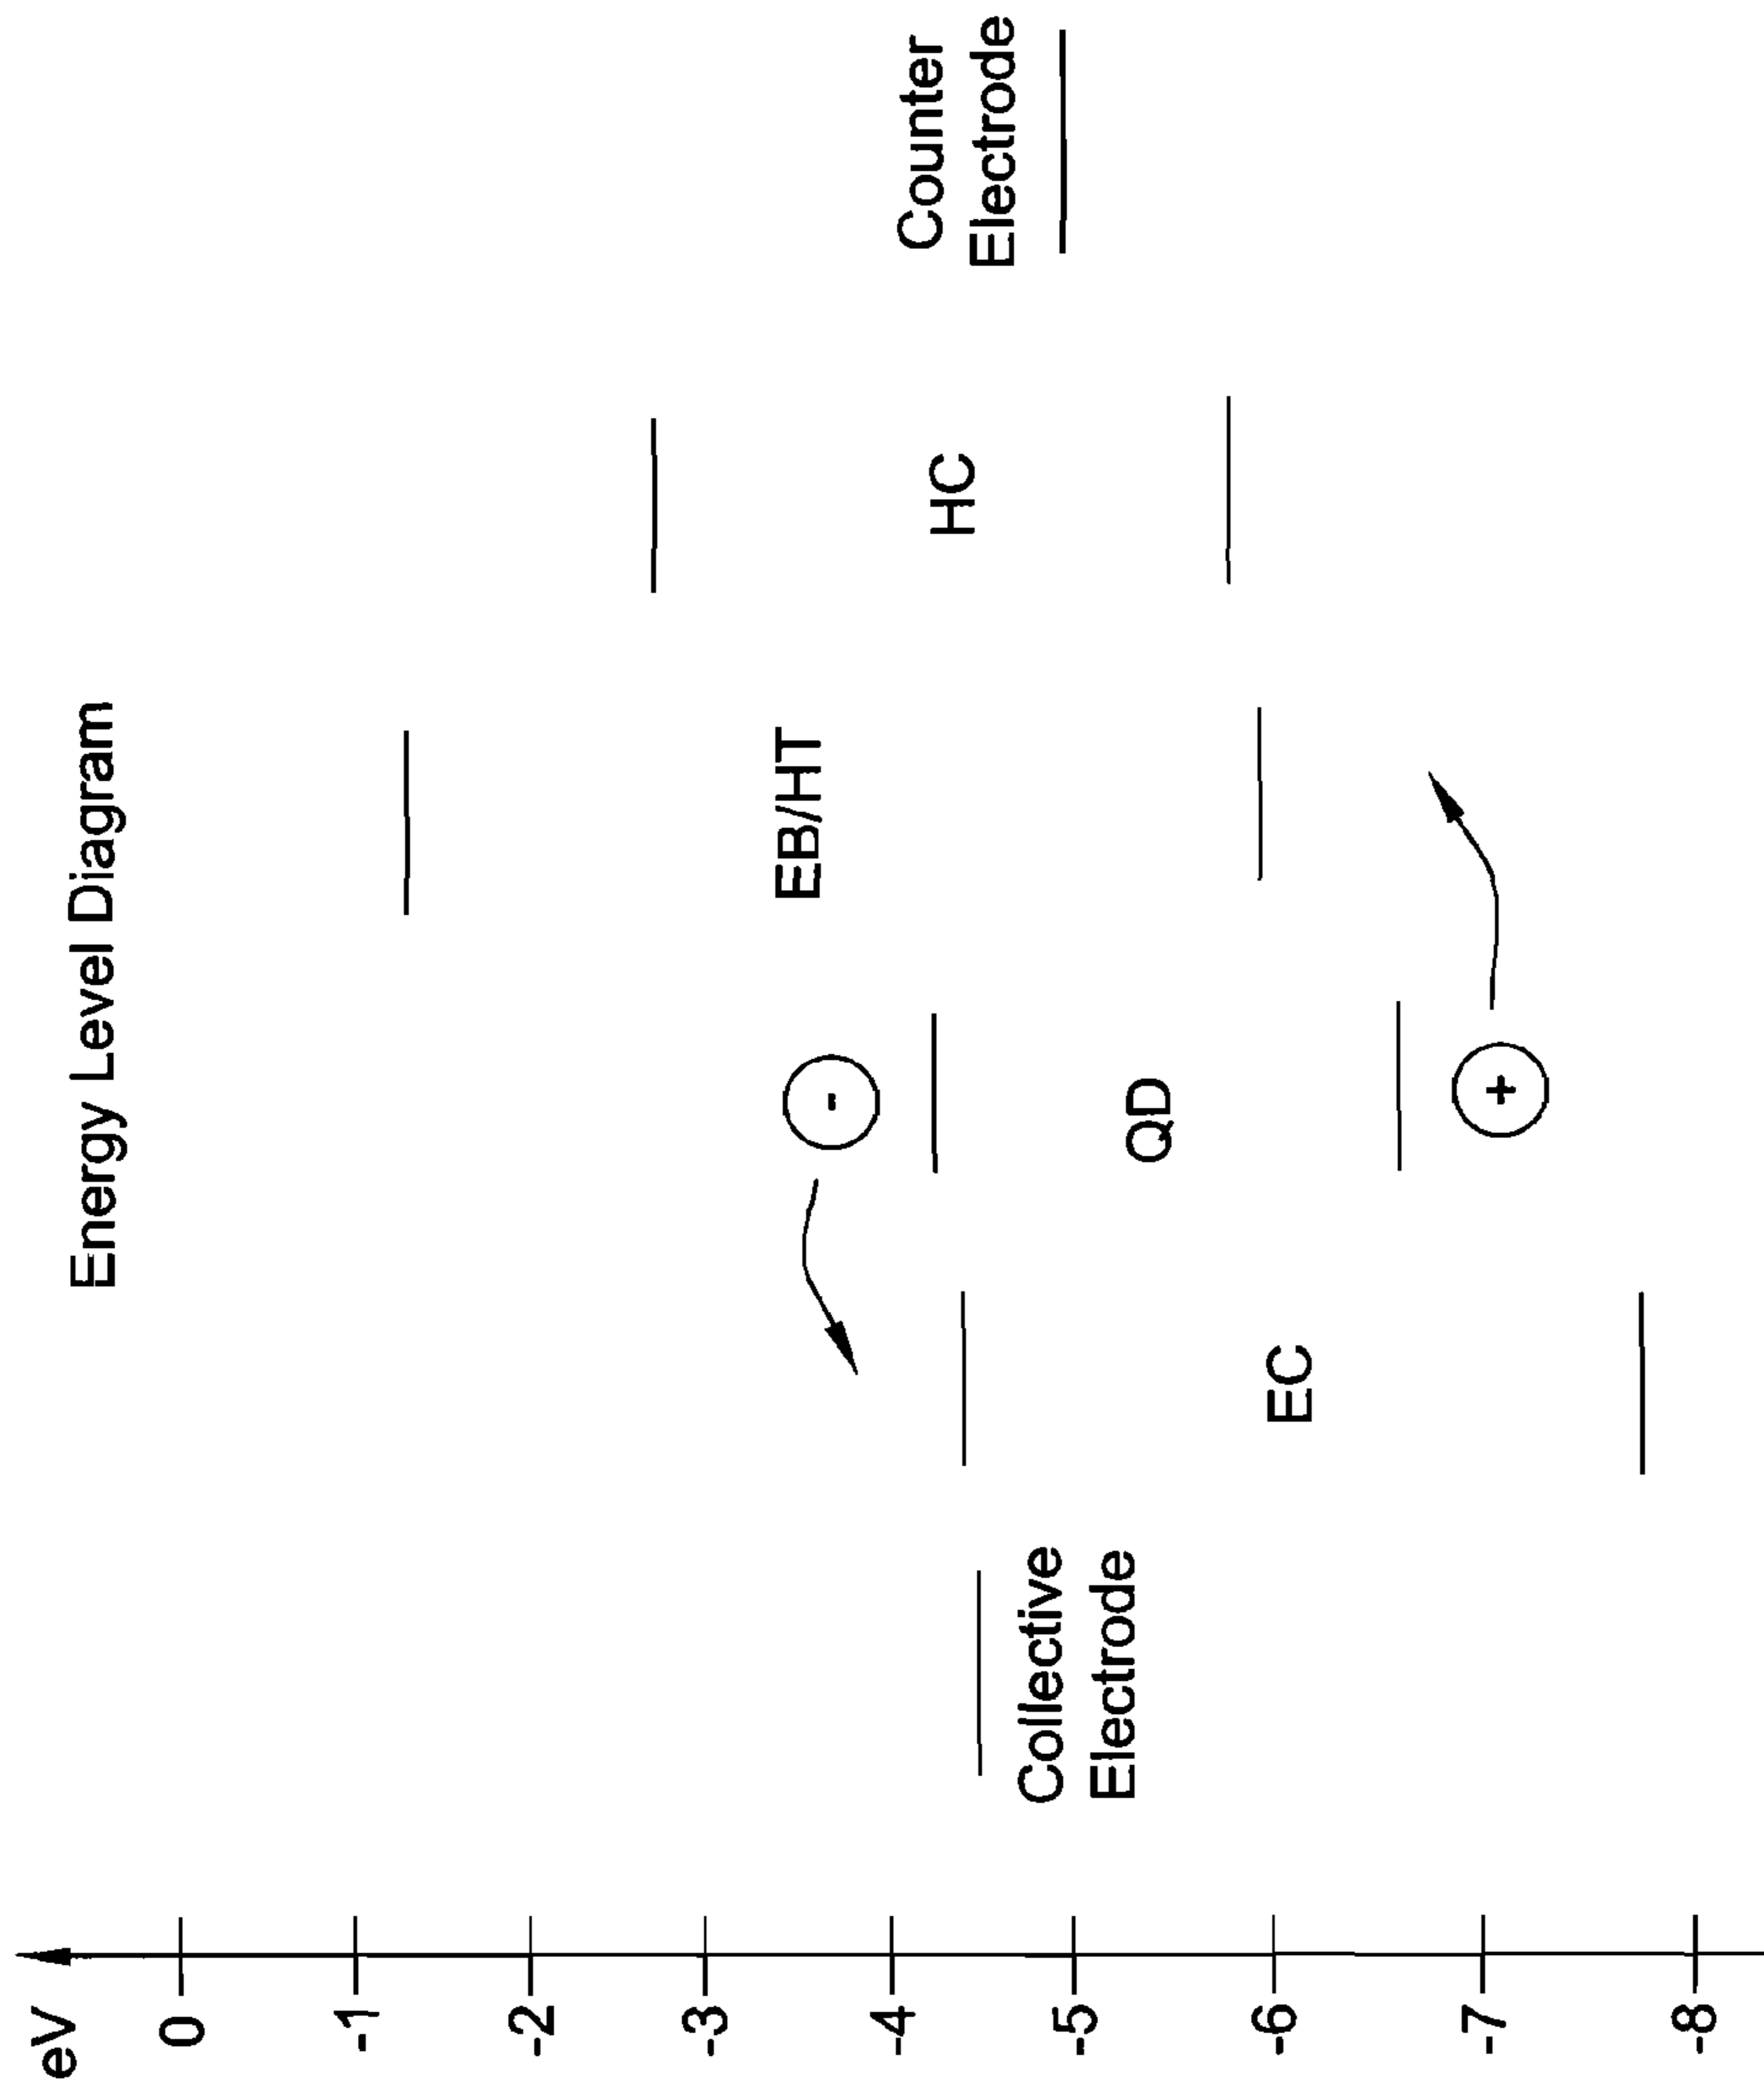 Energy Level Diagram
eV
0
-1
-2
-3
-4
-5
-6
-7
-8
Collective
Electrode
EC
-
QD
+
EB/HT
HC
Counter
Electrode